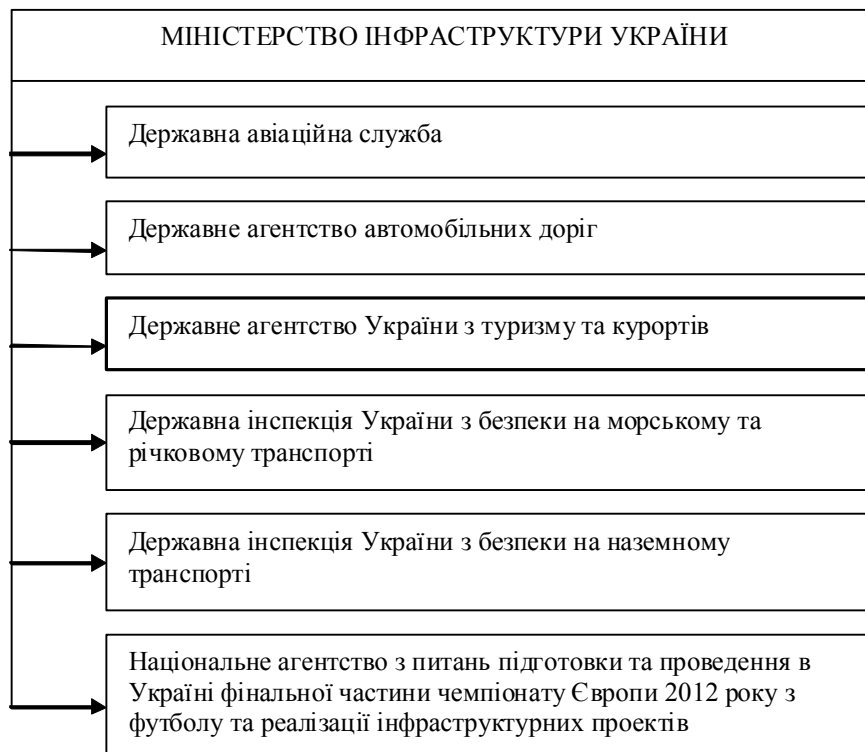 МІНІСТЕРСТВО ІНФРАСТРУКТУРИ УКРАЇНИ
Державна авіаційна служба
Державне агентство автомобільних доріг
Державне агентство України з туризму та курортів
Державна інспекція України з безпеки на морському та
річковому транспорті
Державна інспекція України з безпеки на наземному
транспорті
Національне агентство з питань підготовки та проведення в
Україні фінальної частини чемпіонату Європи 2012 року з
футболу та реалізації інфраструктурних проектів